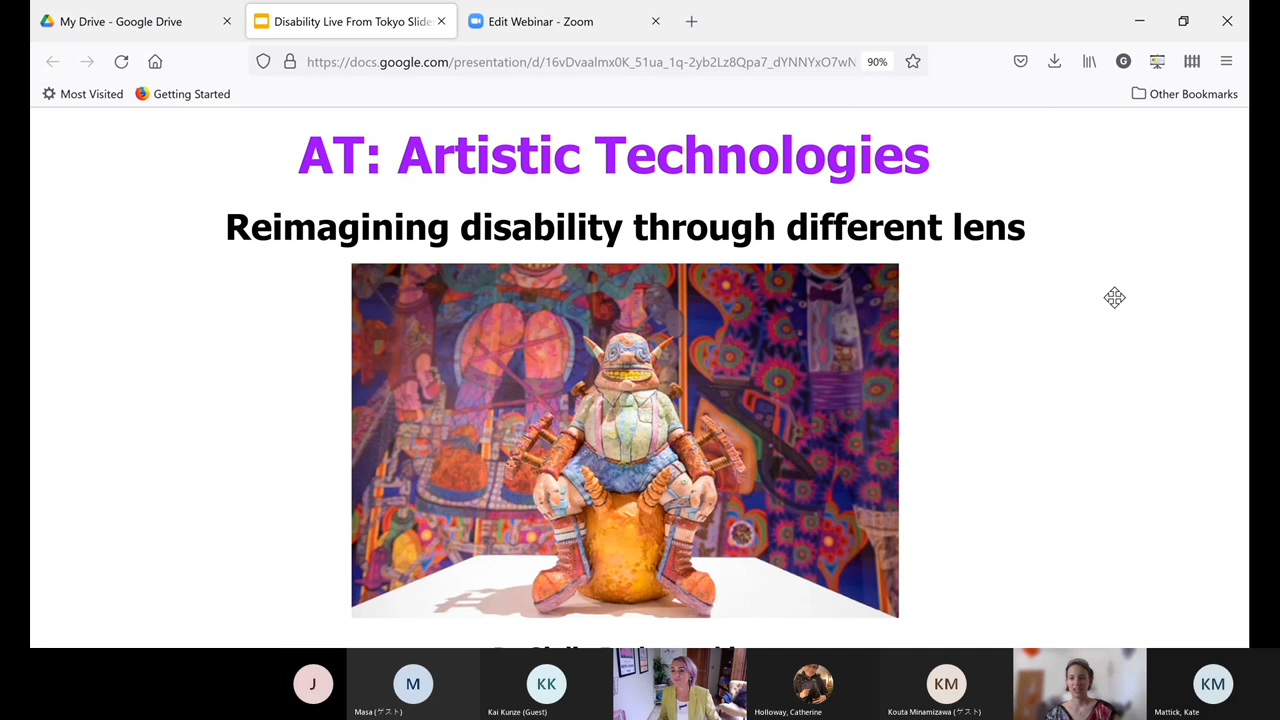 My Drive - Google Drive
Disability Live From Tokyo Slide
Edit Webinar - Zoom
https://docs.google.com/presentation/d/16vDvaalmx0K_51ua_1q-2yb2Lz8Qpa7_dYNNYxO7wN
90%
G
Most Visited
Getting Started
Other Bookmarks
AT: Artistic Technologies
Reimagining disability through different lens
J
M
KK
KM
KM
Masa (ゲスト)
Kai Kunze (Guest)
Holloway, Catherine
Kouta Minamizawa (ゲスト)
Mattick, Kate